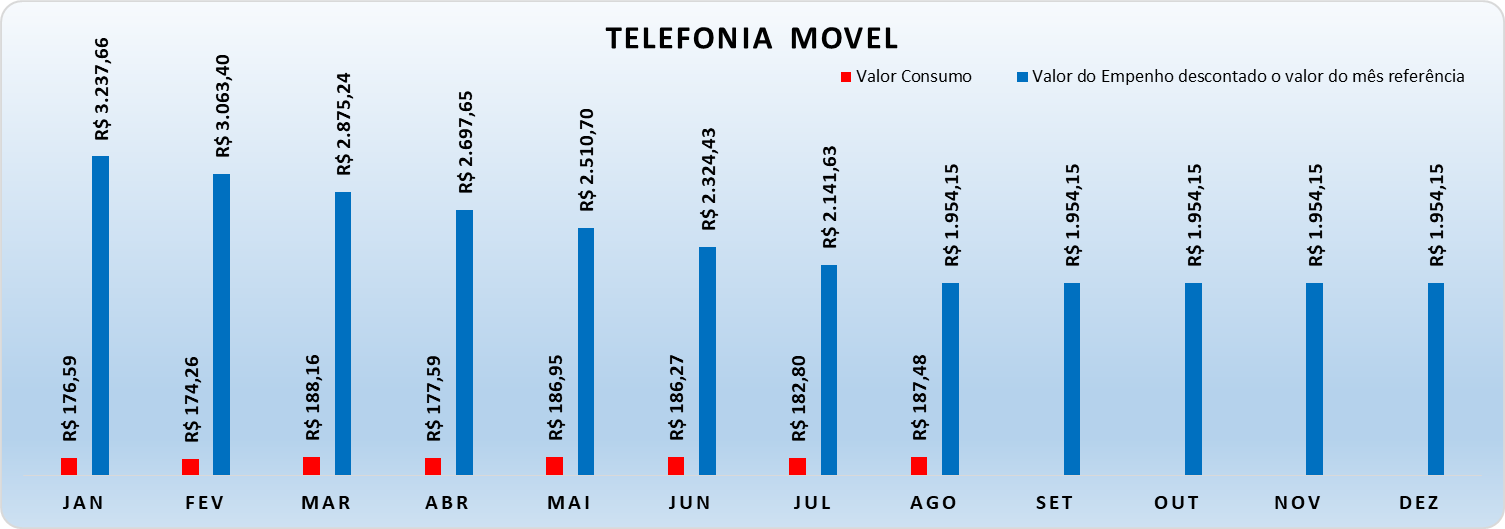 TELEFONIA MOVEL
Valor Consumo
Valor do Empenho descontado o valor do mês referência
R$ 176,59
R$ 3.237,66
R$ 174,26
R$ 3.063,40
R$ 188,16
R$ 2.875,24
R$ 177,59
R$ 2.697,65
R$ 186,95
R$ 2.510,70
R$ 186,27
R$ 2.324,43
R$ 182,80
R$ 2.141,63
R$ 187,48
R$ 1.954,15
R$ 1.954,15
R$ 1.954,15
R$ 1.954,15
R$ 1.954,15
JAN FEV MAR ABR MAI JUN JUL AGO SET OUT NOV DEZ